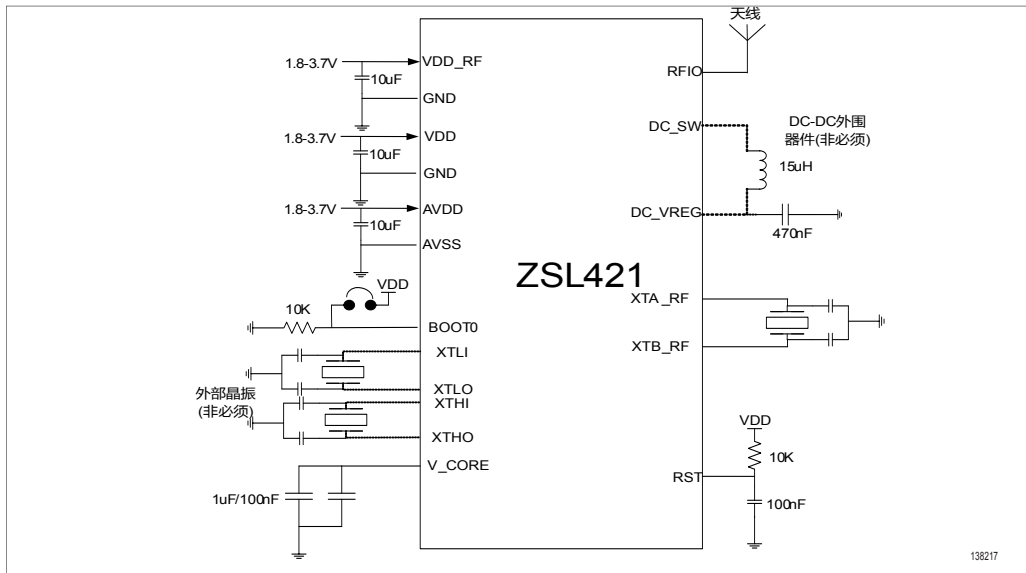 天线
1.8-3.7V
VDD_RF
10uF
GND
1.8-3.7V
VDD
10uF
GND
1.8-3.7V
AVDD
10uF
AVSS
VDD
10K
BOOT0
XTLI
XTLO
外部晶振
(非必须)
XTHI
XTHO
V_CORE
1uF/100nF
ZSL421
RFIO
DC_SW
DC-DC外围
器件(非必须)
15uH
DC_VREG
470nF
XTA_RF
XTB_RF
VDD
10K
RST
100nF
138217